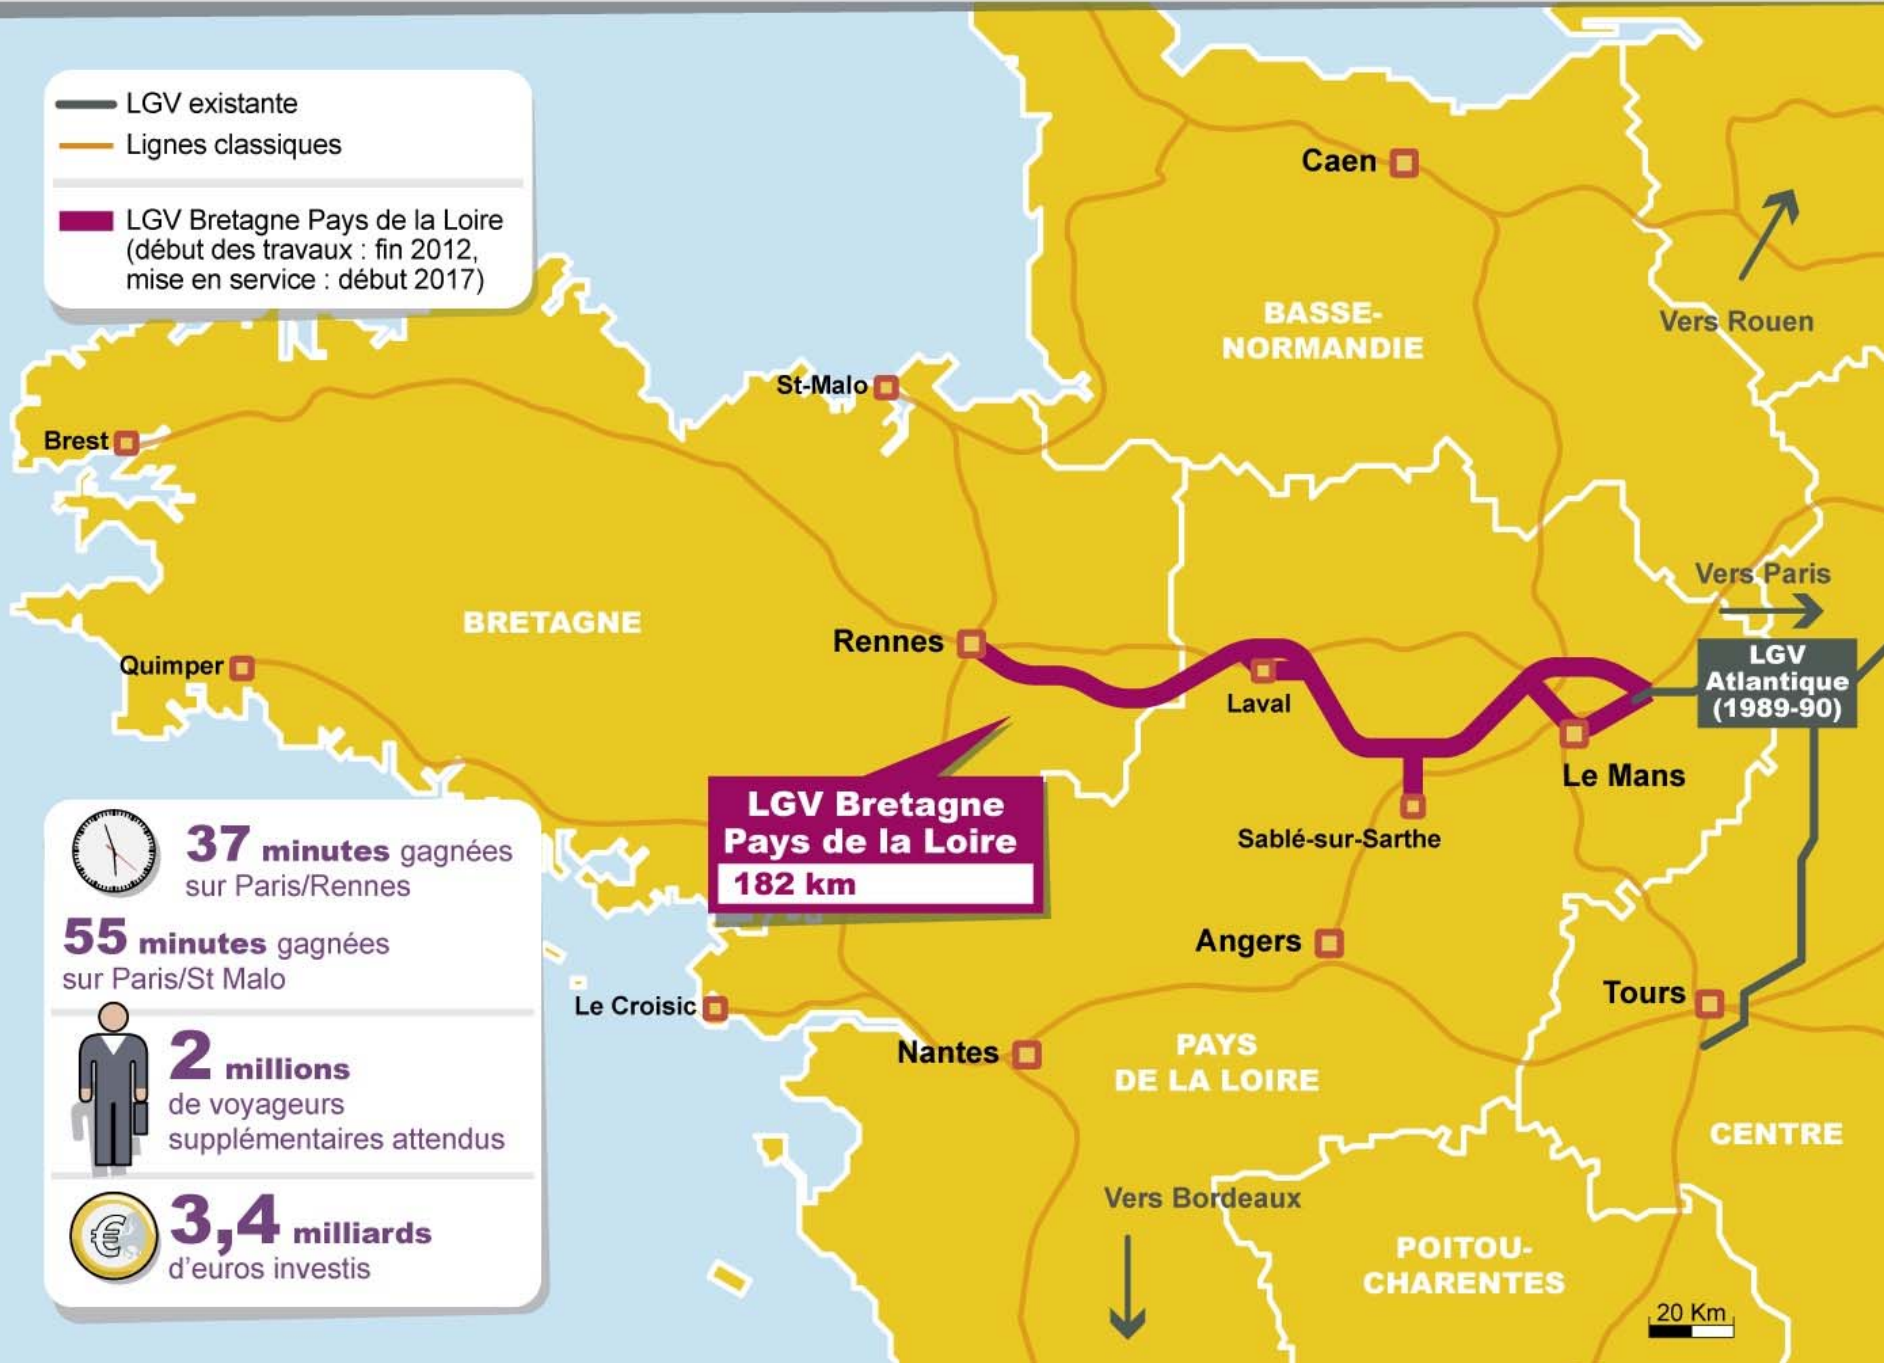 LGV existante
Lignes classiques
LGV Bretagne Pays de la Loire
(début des travaux : fin 2012,
mise en service : début 2017)
Caen
BASSE-
NORMANDIE
Vers Rouen
St-Malo
Brest
BRETAGNE
Quimper
Rennes
Laval
Vers Paris
LGV
Atlantique
(1989-90)
Le Mans
Sablé-sur-Sarthe
LGV Bretagne
Pays de la Loire
182 km
Angers
Tours
Le Croisic
Nantes
PAYS
DE LA LOIRE
CENTRE
Vers Bordeaux
POITOU-
CHARENTES
20 Km
37 minutes gagnées
sur Paris/Rennes
55 minutes gagnées
sur Paris/St Malo
2 millions
de voyageurs
supplémentaires attendus
€
3,4 milliards
d'euros investis